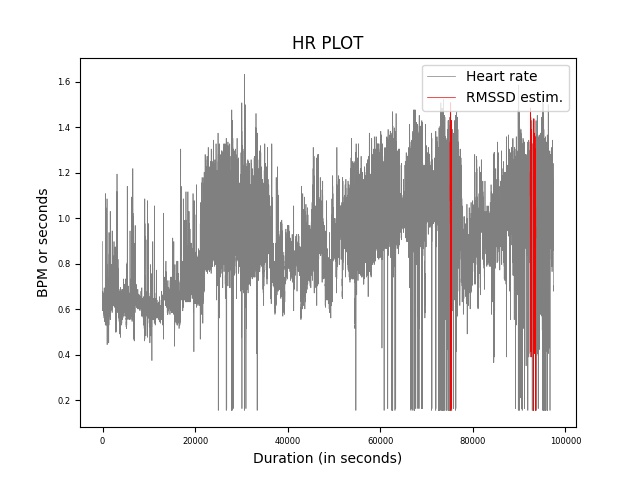 HR PLOT
Heart rate
RMSSD estim.
BPM or seconds
1.6
1.4
1.2
1.0
0.8
0.6
0.4
0.2
0 20000 40000 60000 80000 100000
Duration (in seconds)